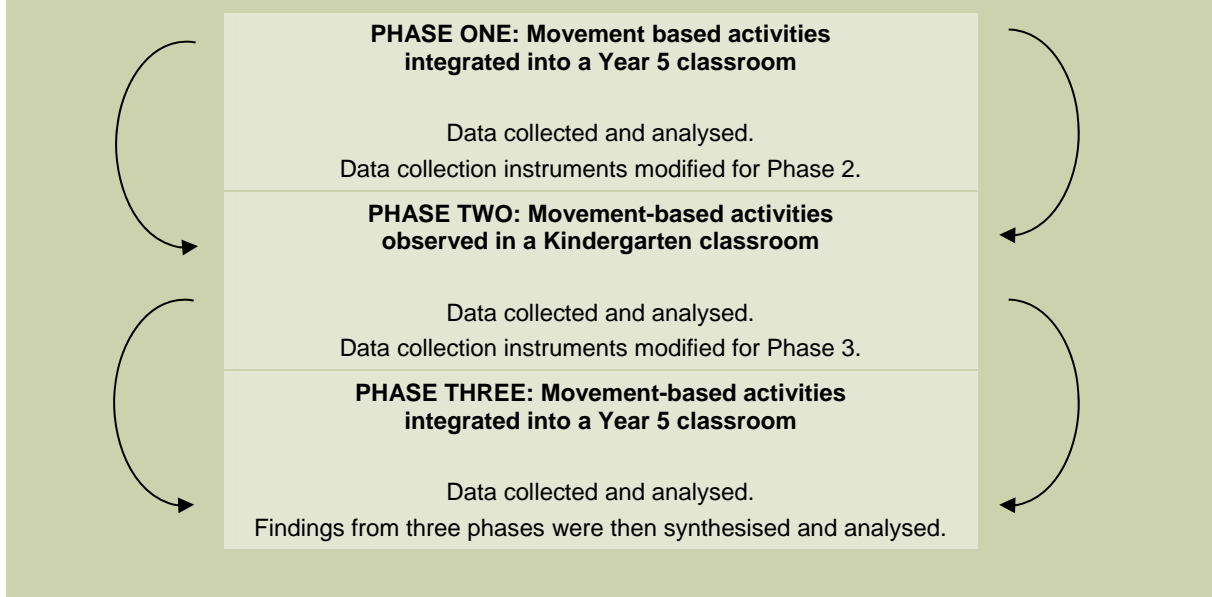 PHASE ONE: Movement based activities
integrated into a Year 5 classroom
Data collected and analysed.
Data collection instruments modified for Phase 2.
PHASE TWO: Movement-based activities
observed in a Kindergarten classroom
Data collected and analysed.
Data collection instruments modified for Phase 3.
PHASE THREE: Movement-based activities
integrated into a Year 5 classroom
Data collected and analysed.
Findings from three phases were then synthesised and analysed.